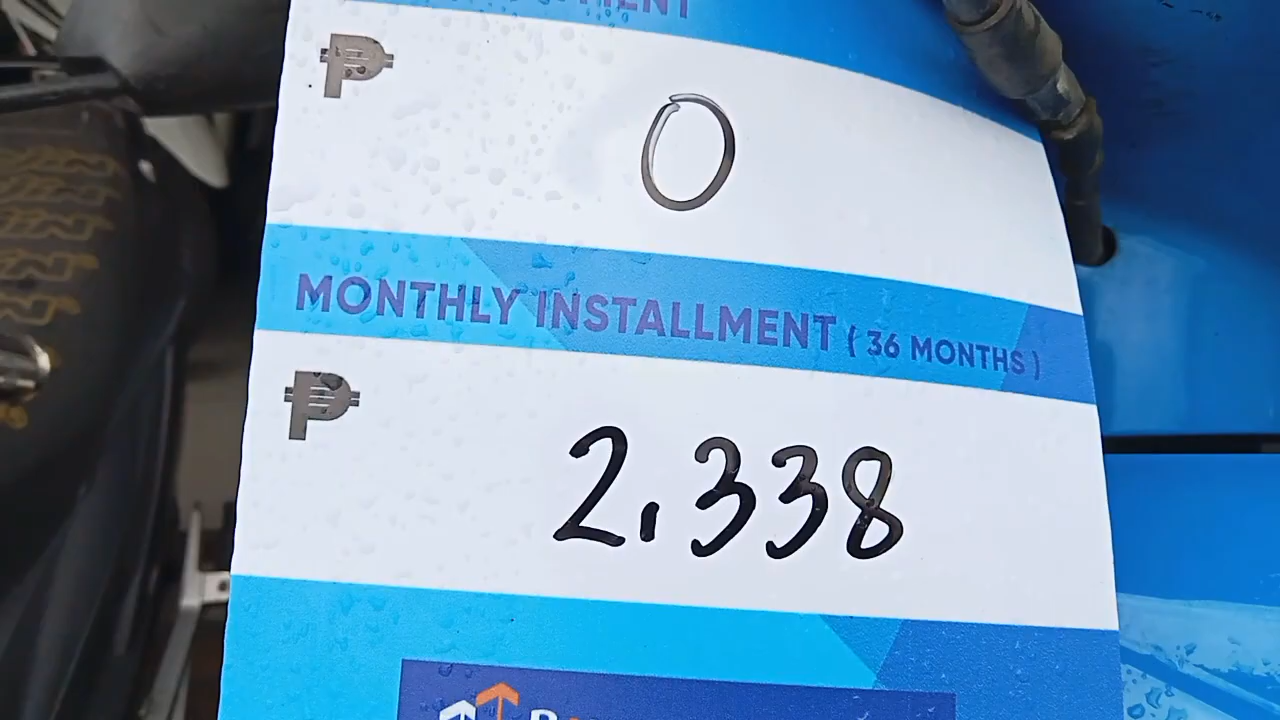 ₱
0
MONTHLY INSTALLMENT ( 36 MONTHS )
₱
2,338